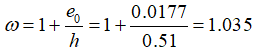 ω = 1 + e₀/h = 1 + 0.0177/0.51 = 1.035